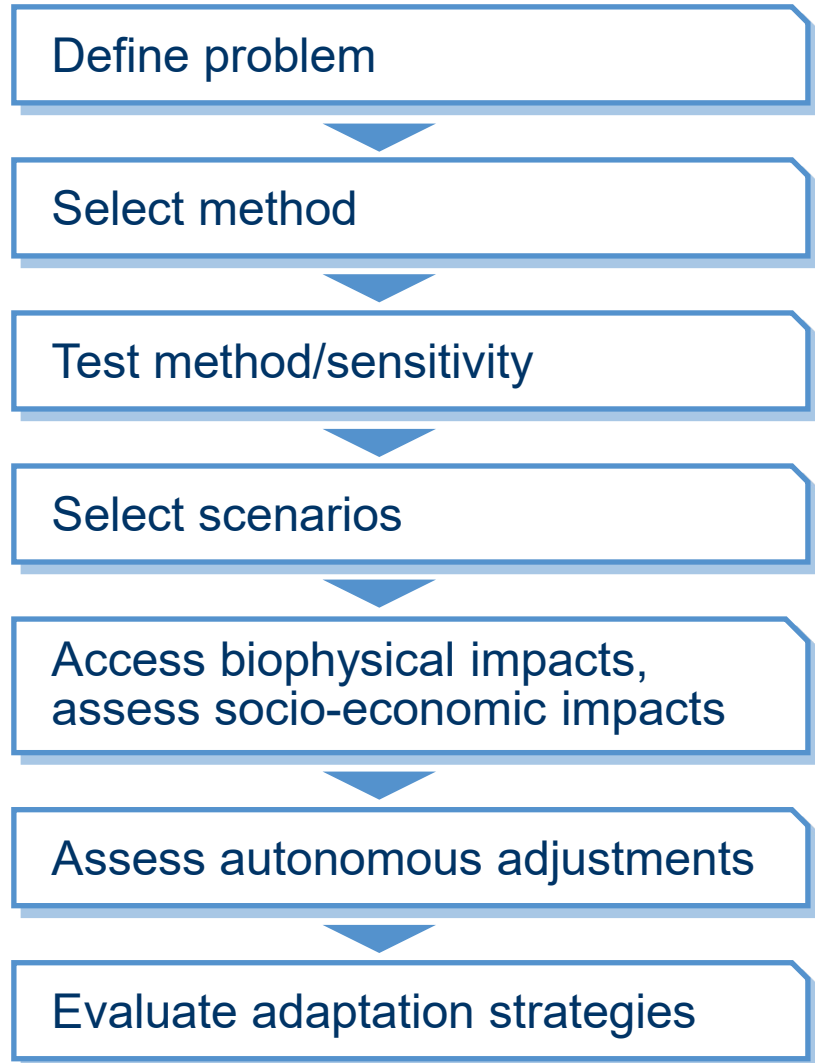 Define problem
Select method
Test method/sensitivity
Select scenarios
Access biophysical impacts,
assess socio-economic impacts
Assess autonomous adjustments
Evaluate adaptation strategies